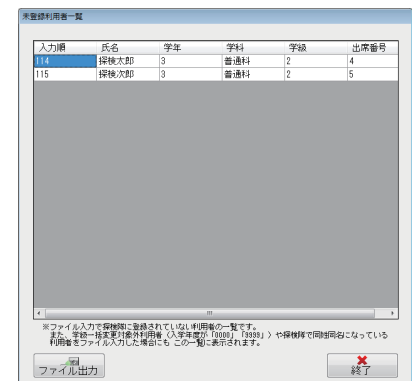 未登録利用者一覧
入力順 氏名 学年 学科 学級 出席番号
114 探検太郎 3 普通科 2 4
115 探検次郎 3 普通科 2 5
※ファイル入力で探検隊に登録されていない利用者の一覧です。
また、学級一括変更対象外利用者（入学年度が「0000」「9999」）や探検隊で同姓同名になっている
利用者をファイル入力した場合にも この一覧に表示されます。
ファイル出力 終了